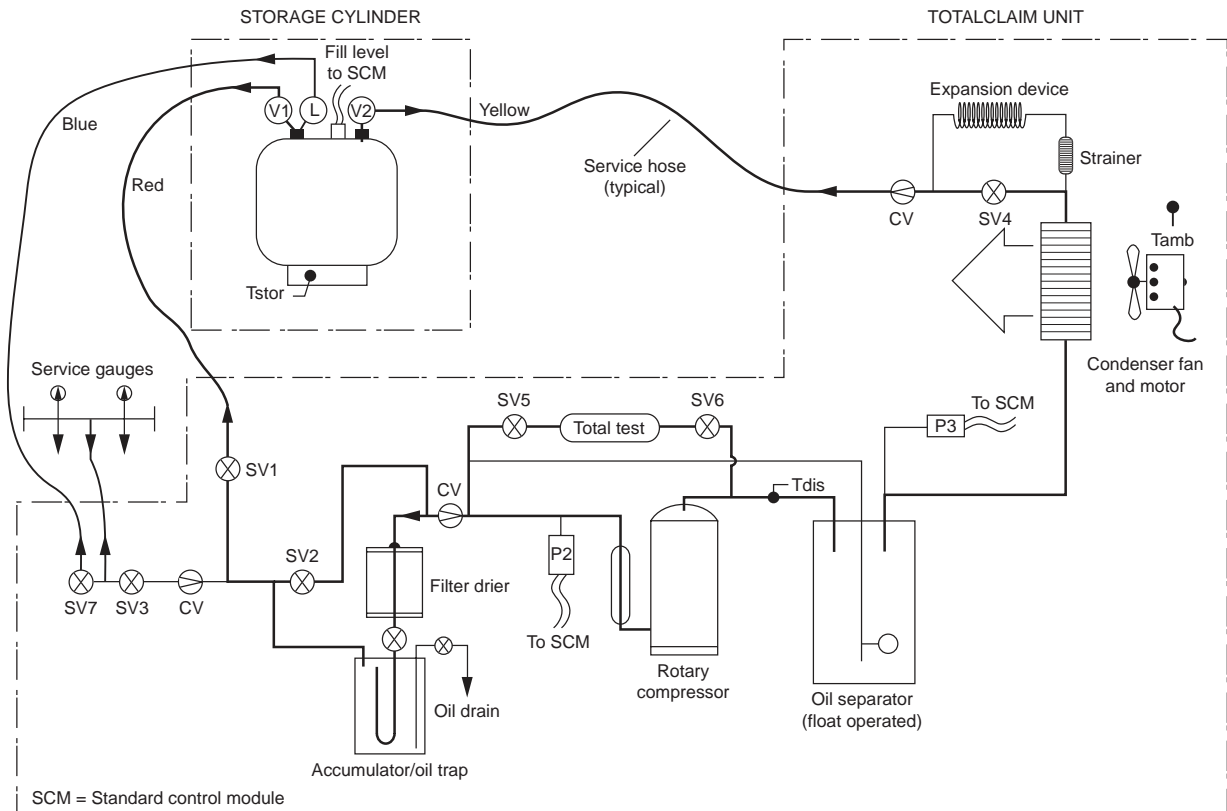 STORAGE CYLINDER
TOTALCLAIM UNIT
Fill level
to SCM
V1
L
V2
Yellow
Blue
Red
Service hose
(typical)
Expansion device
Strainer
CV
SV4
Tamb
Tstor
Condenser fan
and motor
Service gauges
SV1
SV5
SV6
Total test
To SCM
P3
CV
Tdis
SV2
P2
Filter drier
SV7
SV3
CV
To SCM
Rotary
compressor
Oil separator
(float operated)
Oil drain
Accumulator/oil trap
SCM = Standard control module